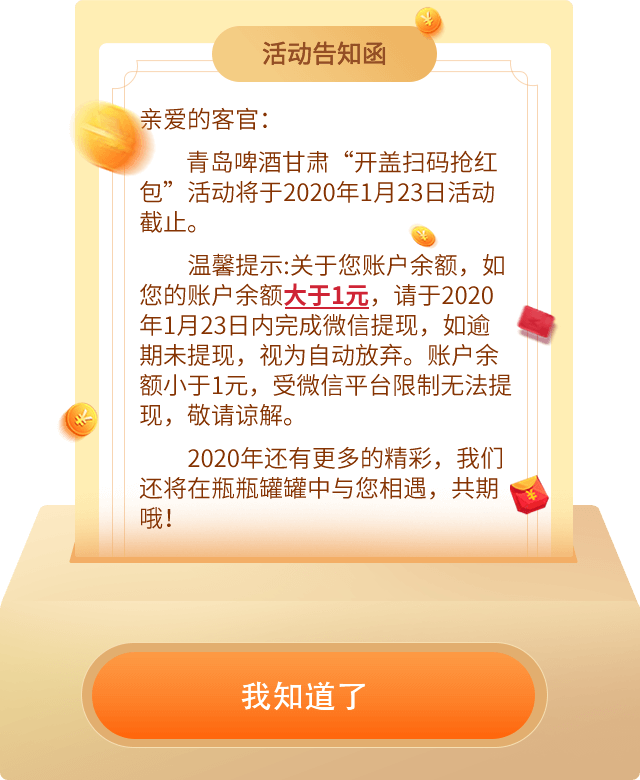 活动告知函
亲爱的客官：
青岛啤酒甘肃“开盖扫码抢红
包”活动将于2020年1月23日活动
截止。
温馨提示:关于您账户余额，如
您的账户余额大于1元，请于2020
年1月23日内完成微信提现，如逾
期未提现，视为自动放弃。账户余
额小于1元，受微信平台限制无法提
现，敬请谅解。
2020年还有更多的精彩，我们
还将在瓶瓶罐罐中与您相遇，共期
哦！
我知道了